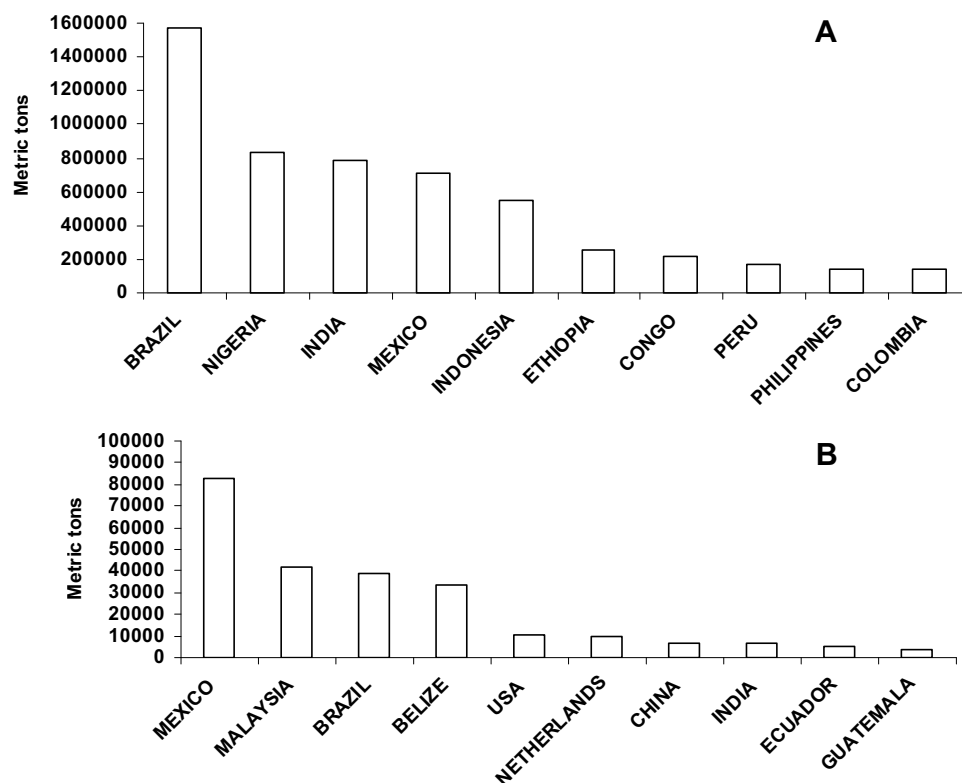 A
Metric tons
1600000
1400000
1200000
1000000
800000
600000
400000
200000
0
BRAZIL
NIGERIA
INDIA
MEXICO
INDONESIA
ETHIOPIA
CONGO
PERU
PHILIPPINES
COLOMBIA
B
Metric tons
100000
90000
80000
70000
60000
50000
40000
30000
20000
10000
0
MEXICO
MALAYSIA
BRAZIL
BELIZE
USA
NETHERLANDS
CHINA
INDIA
ECUADOR
GUATEMALA